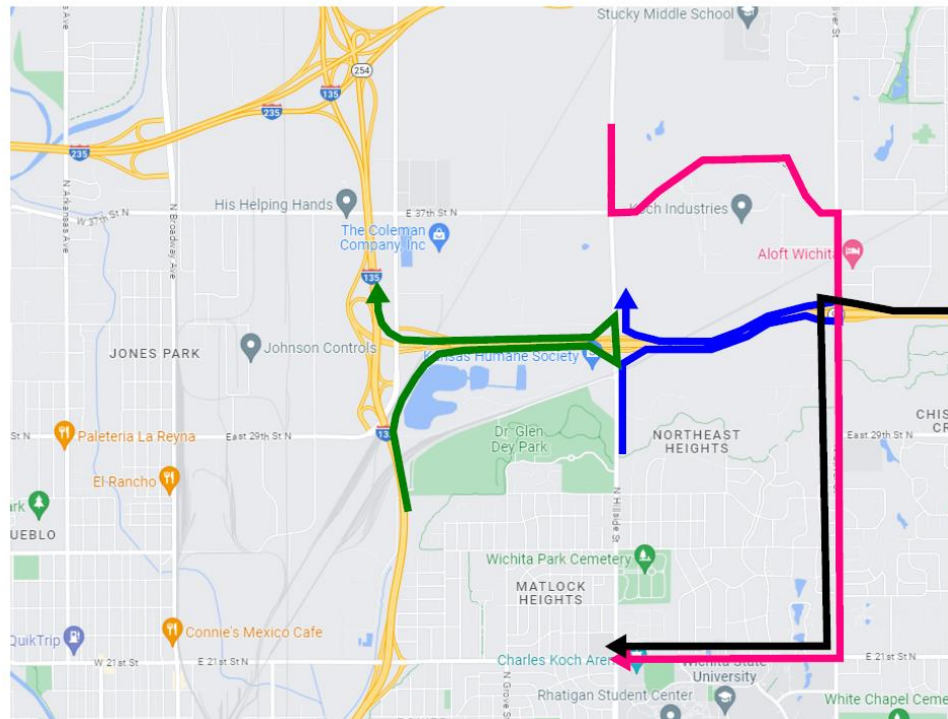 Stucky Middle School
254
135
235
235
N Arkansas Ave
N Broadway Ave
His Helping Hands
W 37th St N
E 37th St N
Koch Industries
The Coleman
Company, Inc
Aloft Wichita
135
JONES PARK
Johnson Controls
Kansas Humane Society
East 29th St N
Paleteria La Reyna
Dr. Glen
Dey Park
NORTHEAST
HEIGHTS
East 29th St N
CHIS
El Rancho
N Hillside St
ark
UEBLO
Wichita Park Cemetery
MATLOCK
HEIGHTS
QuikTrip
Connie's Mexico Cafe
W 21st St
E 21st St N
Charles Koch Aren
Wichita State
University
E 21st St N
N Grove St
Rhatigan Student Center
White Chapel Ceme